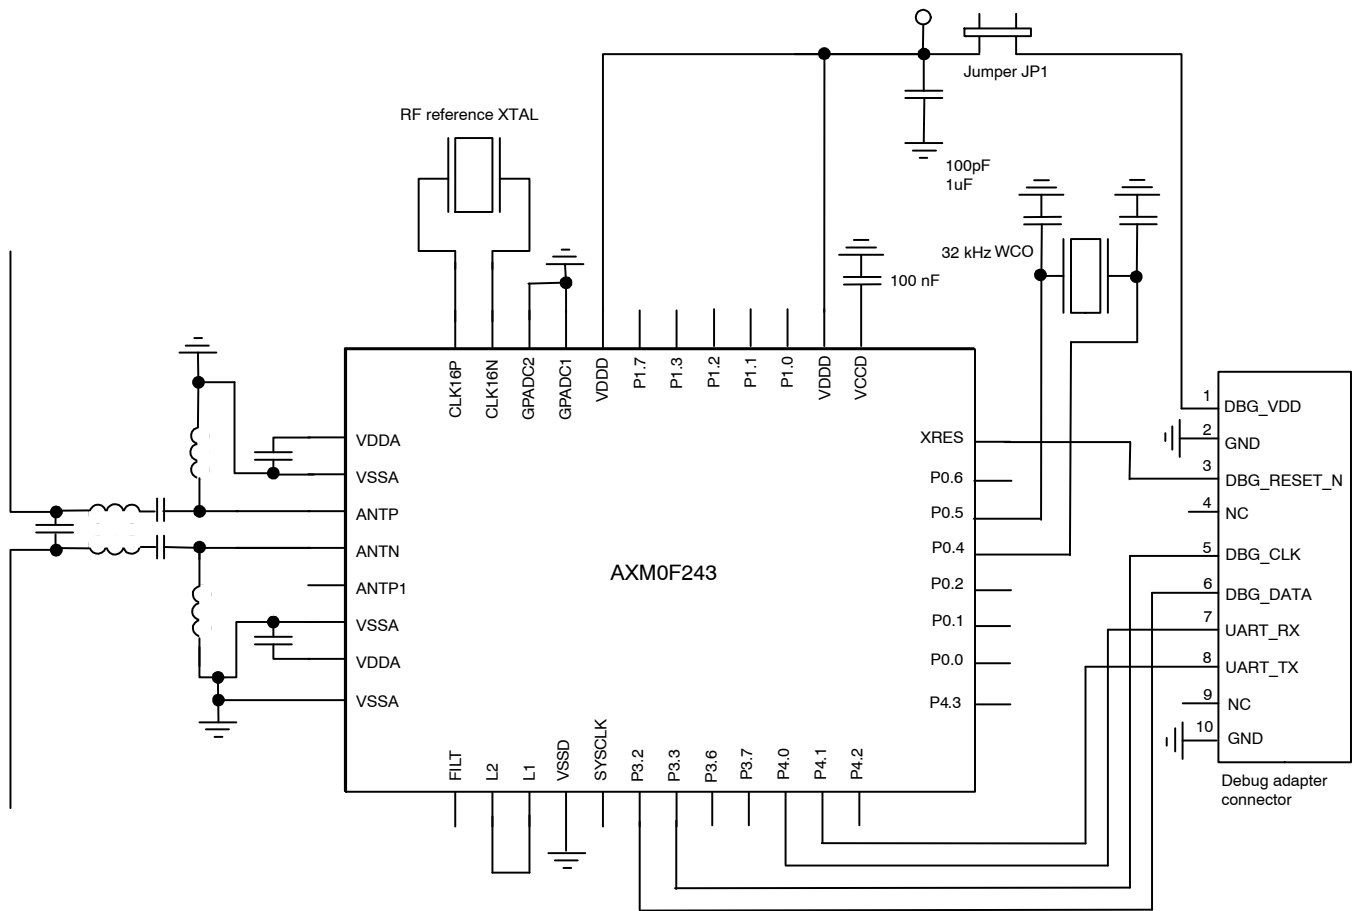 Jumper JP1
RF reference XTAL
100pF
1uF
32 kHz WCO
100 nF
CLK16P
CLK16N
GPADC2
GPADC1
VDDD
P1.7
P1.3
P1.2
P1.1
P1.0
VDDD
VCCD
VDDA
VSSA
ANTP
ANTN
ANTP1
VSSA
VDDA
VSSA
AXM0F243
XRES
P0.6
P0.5
P0.4
P0.2
P0.1
P0.0
P4.3
FILT
L2
L1
VSSD
SYSCLK
P3.2
P3.3
P3.6
P3.7
P4.0
P4.1
P4.2
1 DBG_VDD
2 GND
3 DBG_RESET_N
4 NC
5 DBG_CLK
6 DBG_DATA
7 UART_RX
8 UART_TX
9 NC
10 GND
Debug adapter
connector